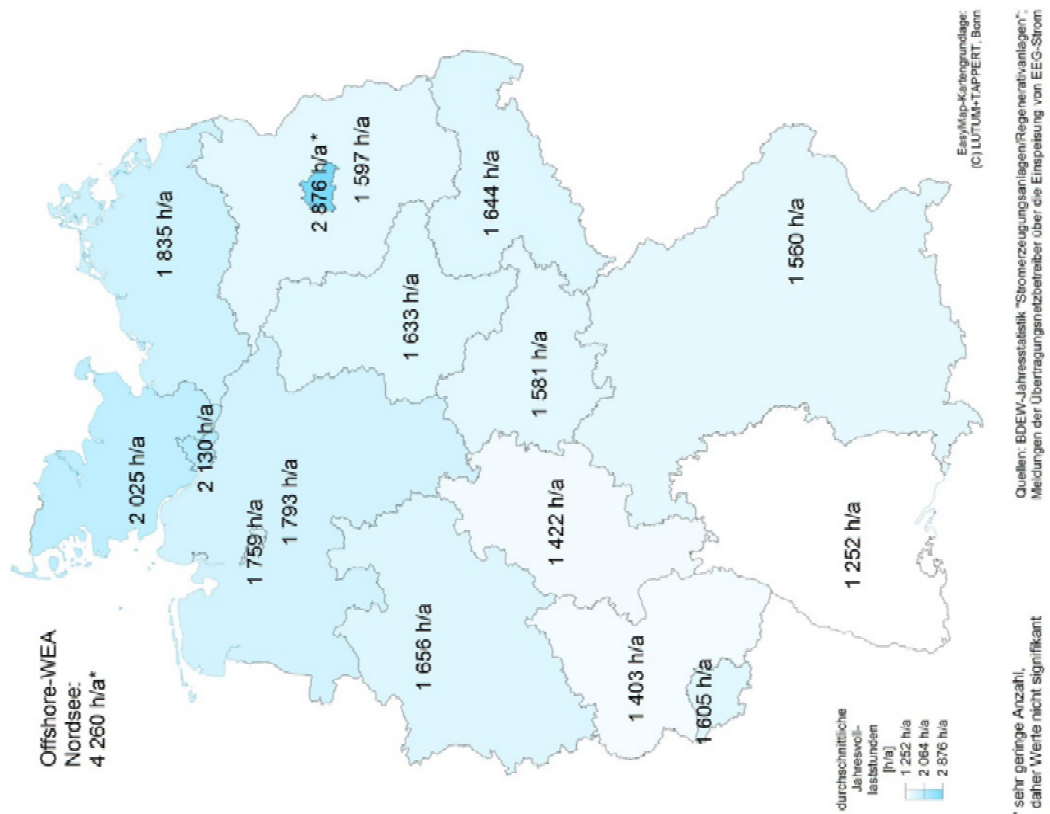 Offshore-WEA
Nordsee:
4 260 h/a*
2 025 h/a
1 835 h/a
2 130 h/a
1 759 h/a
1 793 h/a
2 876 h/a*
1 597 h/a
1 633 h/a
1 656 h/a
1 644 h/a
1 581 h/a
1 422 h/a
1 403 h/a
1 605 h/a
1 560 h/a
1 252 h/a
durchschnittliche
Jahresvoll-
laststunden
[h/a]
1 252 h/a
2 064 h/a
2 876 h/a
* sehr geringe Anzahl,
daher Werte nicht signifikant
EasyMap-Kartengrundlage:
(C) LUTUM+TAPPERT, Bonn
Quellen: BDEW-Jahresstatistik "Stromerzeugungsanlagen/Regenerativanlagen";
Meldungen der Übertragungsnetzbetreiber über die Einspeisung von EEG-Strom